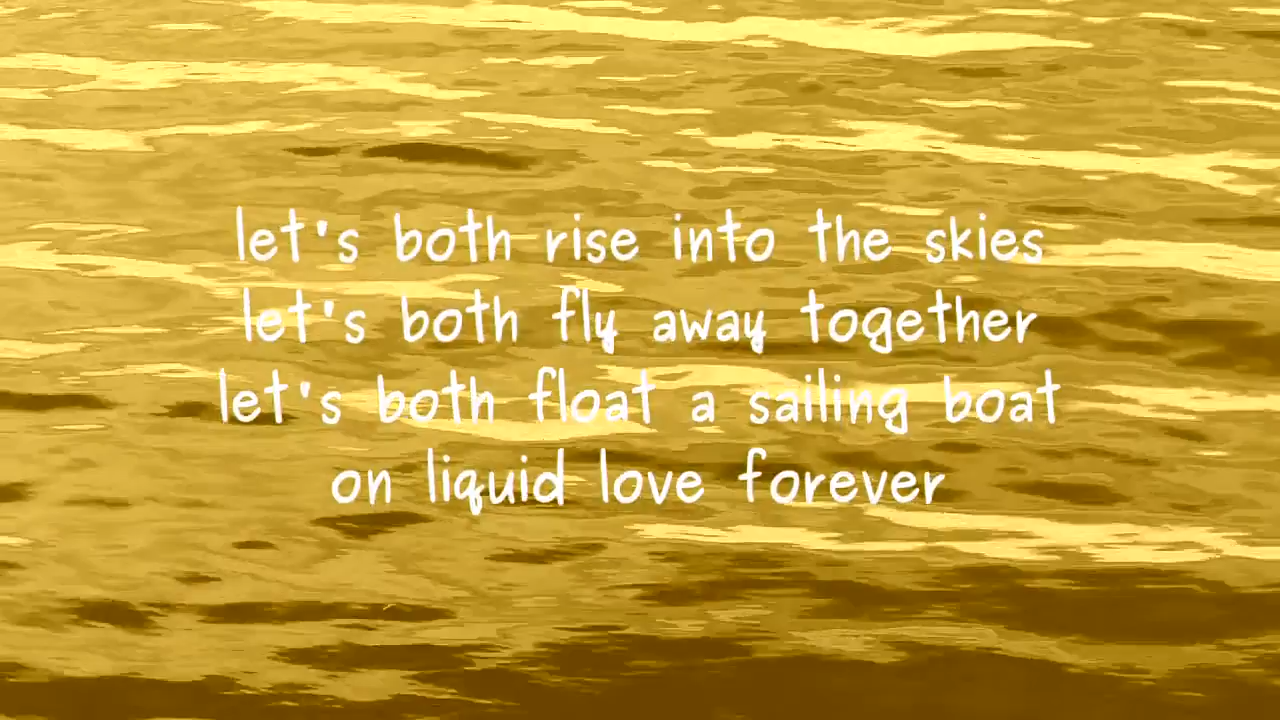 let's both rise into the skies
let's both fly away together
let's both float a sailing boat
on liquid love forever